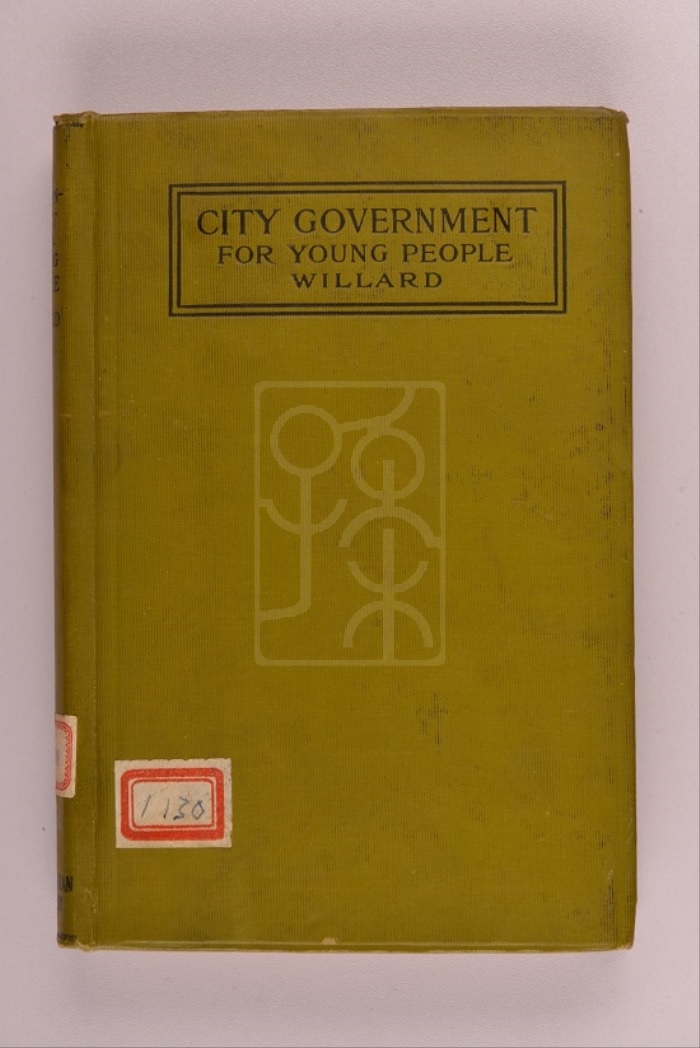 CITY GOVERNMENT
FOR YOUNG PEOPLE
WILLARD
1130